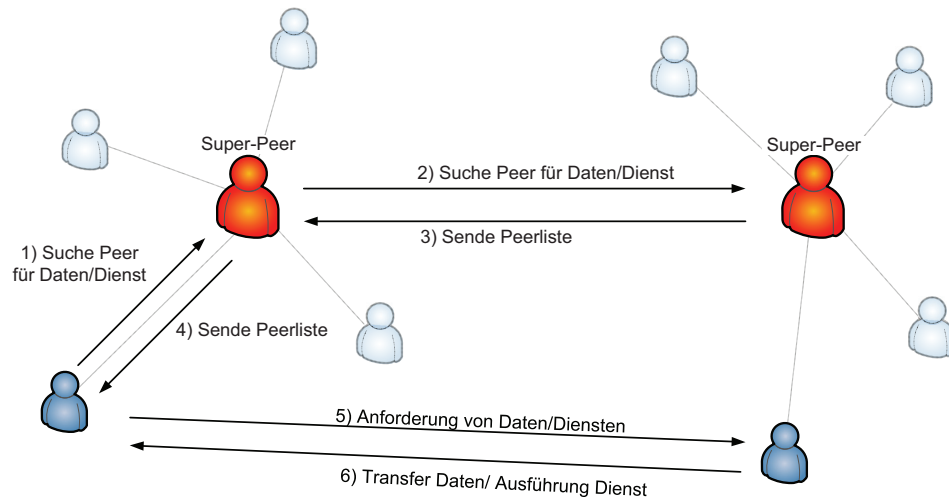 Super-Peer
Super-Peer
2) Suche Peer für Daten/Dienst
3) Sende Peerliste
1) Suche Peer
für Daten/Dienst
4) Sende Peerliste
5) Anforderung von Daten/Diensten
6) Transfer Daten/ Ausführung Dienst